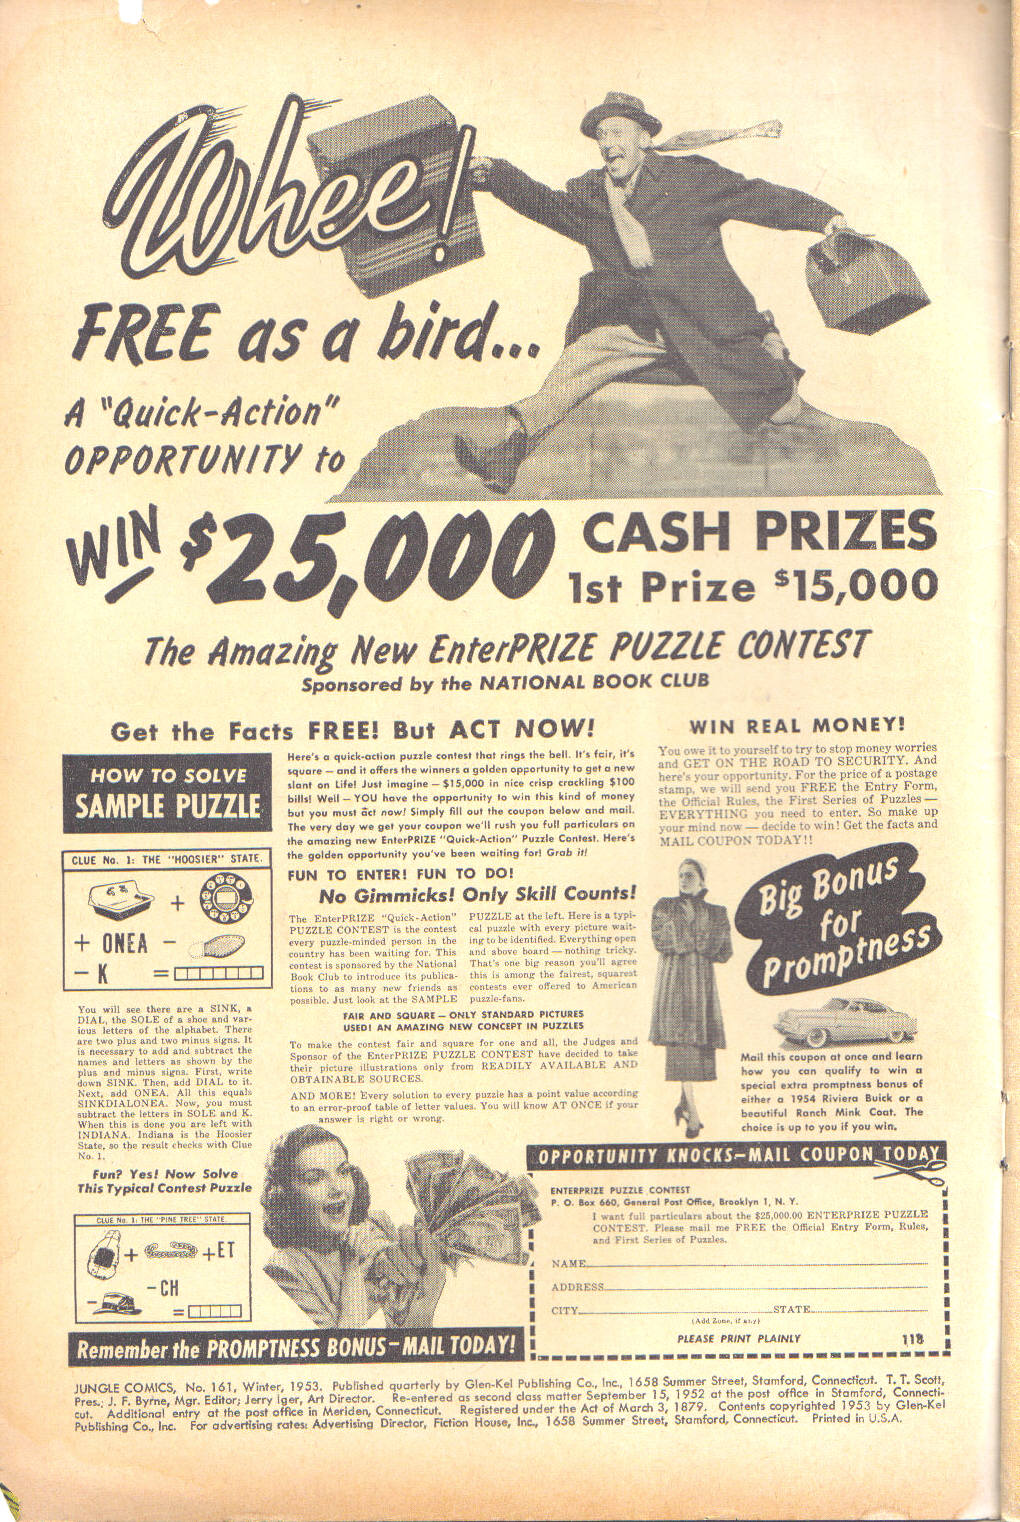 Whee!
FREE as a bird...
A "Quick-Action"
OPPORTUNITY to
WIN $25,000 CASH PRIZES
1st Prize $15,000
The Amazing New EnterPRIZE PUZZLE CONTEST
Sponsored by the NATIONAL BOOK CLUB
Get the Facts FREE! But ACT NOW!
HOW TO SOLVE
SAMPLE PUZZLE
CLUE No. 1: THE "HOOSIER" STATE.
+
+ ONEA -
- K =
You will see there are a SINK, a
DIAL, the SOLE of a shoe and var-
ious letters of the alphabet. There
are two plus and two minus signs. It
is necessary to add and subtract the
names and letters as shown by the
plus and minus signs. First, write
down SINK. Then, add DIAL to it.
Next, add ONEA. All this equals
SINKDIALONEA. Now, you must
subtract the letters in SOLE and K.
When this is done you are left with
INDIANA. Indiana is the Hoosier
State, so the result checks with Clue
No. 1.
Fun? Yes! Now Solve
This Typical Contest Puzzle
CLUE No. 1: THE "PINE TREE" STATE.
+ +ET
- -CH
=
Here's a quick-action puzzle contest that rings the bell. It's fair, it's
square — and it offers the winners a golden opportunity to get a new
slant on Life! Just imagine — $15,000 in nice crisp crackling $100
bills! Well — YOU have the opportunity to win this kind of money
but you must act now! Simply fill out the coupon below and mail.
The very day we get your coupon we'll rush you full particulars on
the amazing new EnterPRIZE "Quick-Action" Puzzle Contest. Here's
the golden opportunity you've been waiting for! Grab it!
FUN TO ENTER! FUN TO DO!
No Gimmicks! Only Skill Counts!
The EnterPRIZE "Quick-Action"
PUZZLE CONTEST is the contest
every puzzle-minded person in the
country has been waiting for. This
contest is sponsored by the National
Book Club to introduce its publica-
tions to as many new friends as
possible. Just look at the SAMPLE
PUZZLE at the left. Here is a typi-
cal puzzle with every picture wait-
ing to be identified. Everything open
and above board — nothing tricky.
That's one big reason you'll agree
this is among the fairest, squarest
contests ever offered to American
puzzle-fans.
FAIR AND SQUARE — ONLY STANDARD PICTURES
USED! AN AMAZING NEW CONCEPT IN PUZZLES
To make the contest fair and square for one and all, the Judges and
Sponsor of the EnterPRIZE PUZZLE CONTEST have decided to take
their picture illustrations only from READILY AVAILABLE AND
OBTAINABLE SOURCES.
AND MORE! Every solution to every puzzle has a point value according
to an error-proof table of letter values. You will know AT ONCE if your
answer is right or wrong.
WIN REAL MONEY!
You owe it to yourself to try to stop money worries
and GET ON THE ROAD TO SECURITY. And
here's your opportunity. For the price of a postage
stamp, we will send you FREE the Entry Form,
the Official Rules, the First Series of Puzzles —
EVERYTHING you need to enter. So make up
your mind now — decide to win! Get the facts and
MAIL COUPON TODAY!!
Big Bonus
for
Promptness
Mail this coupon at once and learn
how you can qualify to win a
special extra promptness bonus of
either a 1954 Riviera Buick or a
beautiful Ranch Mink Coat. The
choice is up to you if you win.
OPPORTUNITY KNOCKS—MAIL COUPON TODAY
ENTERPRIZE PUZZLE CONTEST
P. O. Box 660, General Post Office, Brooklyn 1, N. Y.
I want full particulars about the $25,000.00 ENTERPRIZE PUZZLE
CONTEST. Please mail me FREE the Official Entry Form, Rules,
and First Series of Puzzles.
NAME
ADDRESS
CITY STATE
(Add Zone, if any)
PLEASE PRINT PLAINLY 118
Remember the PROMPTNESS BONUS—MAIL TODAY!
JUNGLE COMICS, No. 161, Winter, 1953. Published quarterly by Glen-Kel Publishing Co., Inc., 1658 Summer Street, Stamford, Connecticut. T. T. Scott,
Pres.; J. F. Byrne, Mgr. Editor; Jerry Iger, Art Director. Re-entered as second class matter September 15, 1952 at the post office in Stamford, Connecti-
cut. Additional entry at the post office in Meriden, Connecticut. Registered under the Act of March 3, 1879. Contents copyrighted 1953 by Glen-Kel
Publishing Co., Inc. For advertising rates: Advertising Director, Fiction House, Inc., 1658 Summer Street, Stamford, Connecticut. Printed in U.S.A.